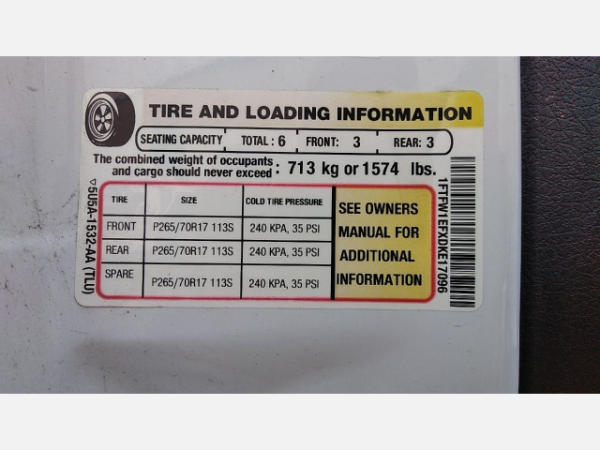 TIRE AND LOADING INFORMATION
SEATING CAPACITY TOTAL : 6 FRONT: 3 REAR: 3
The combined weight of occupants and cargo should never exceed : 713 kg or 1574 lbs.
TIRE SIZE COLD TIRE PRESSURE
FRONT P265/70R17 113S 240 KPA, 35 PSI
REAR P265/70R17 113S 240 KPA, 35 PSI
SPARE P265/70R17 113S 240 KPA, 35 PSI
SEE OWNERS
MANUAL FOR
ADDITIONAL
INFORMATION
5U5A-1532-AA (TLU)
1FTFW1EFXDKE17096